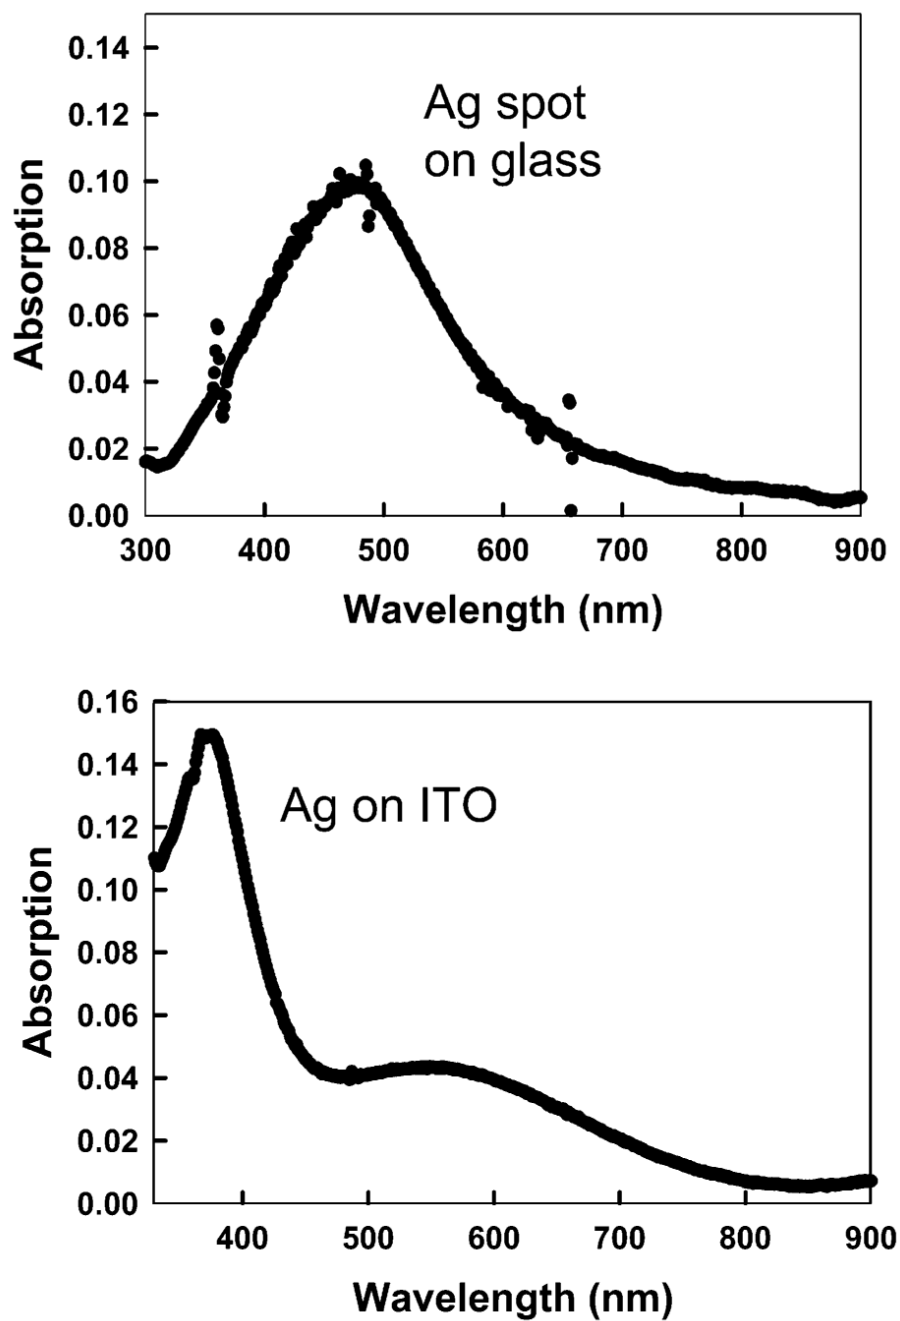 0.14
0.12
0.10
0.08
0.06
0.04
0.02
0.00
Absorption
Ag spot
on glass
300 400 500 600 700 800 900
Wavelength (nm)
0.16
0.14
0.12
0.10
0.08
0.06
0.04
0.02
0.00
Absorption
Ag on ITO
400 500 600 700 800 900
Wavelength (nm)